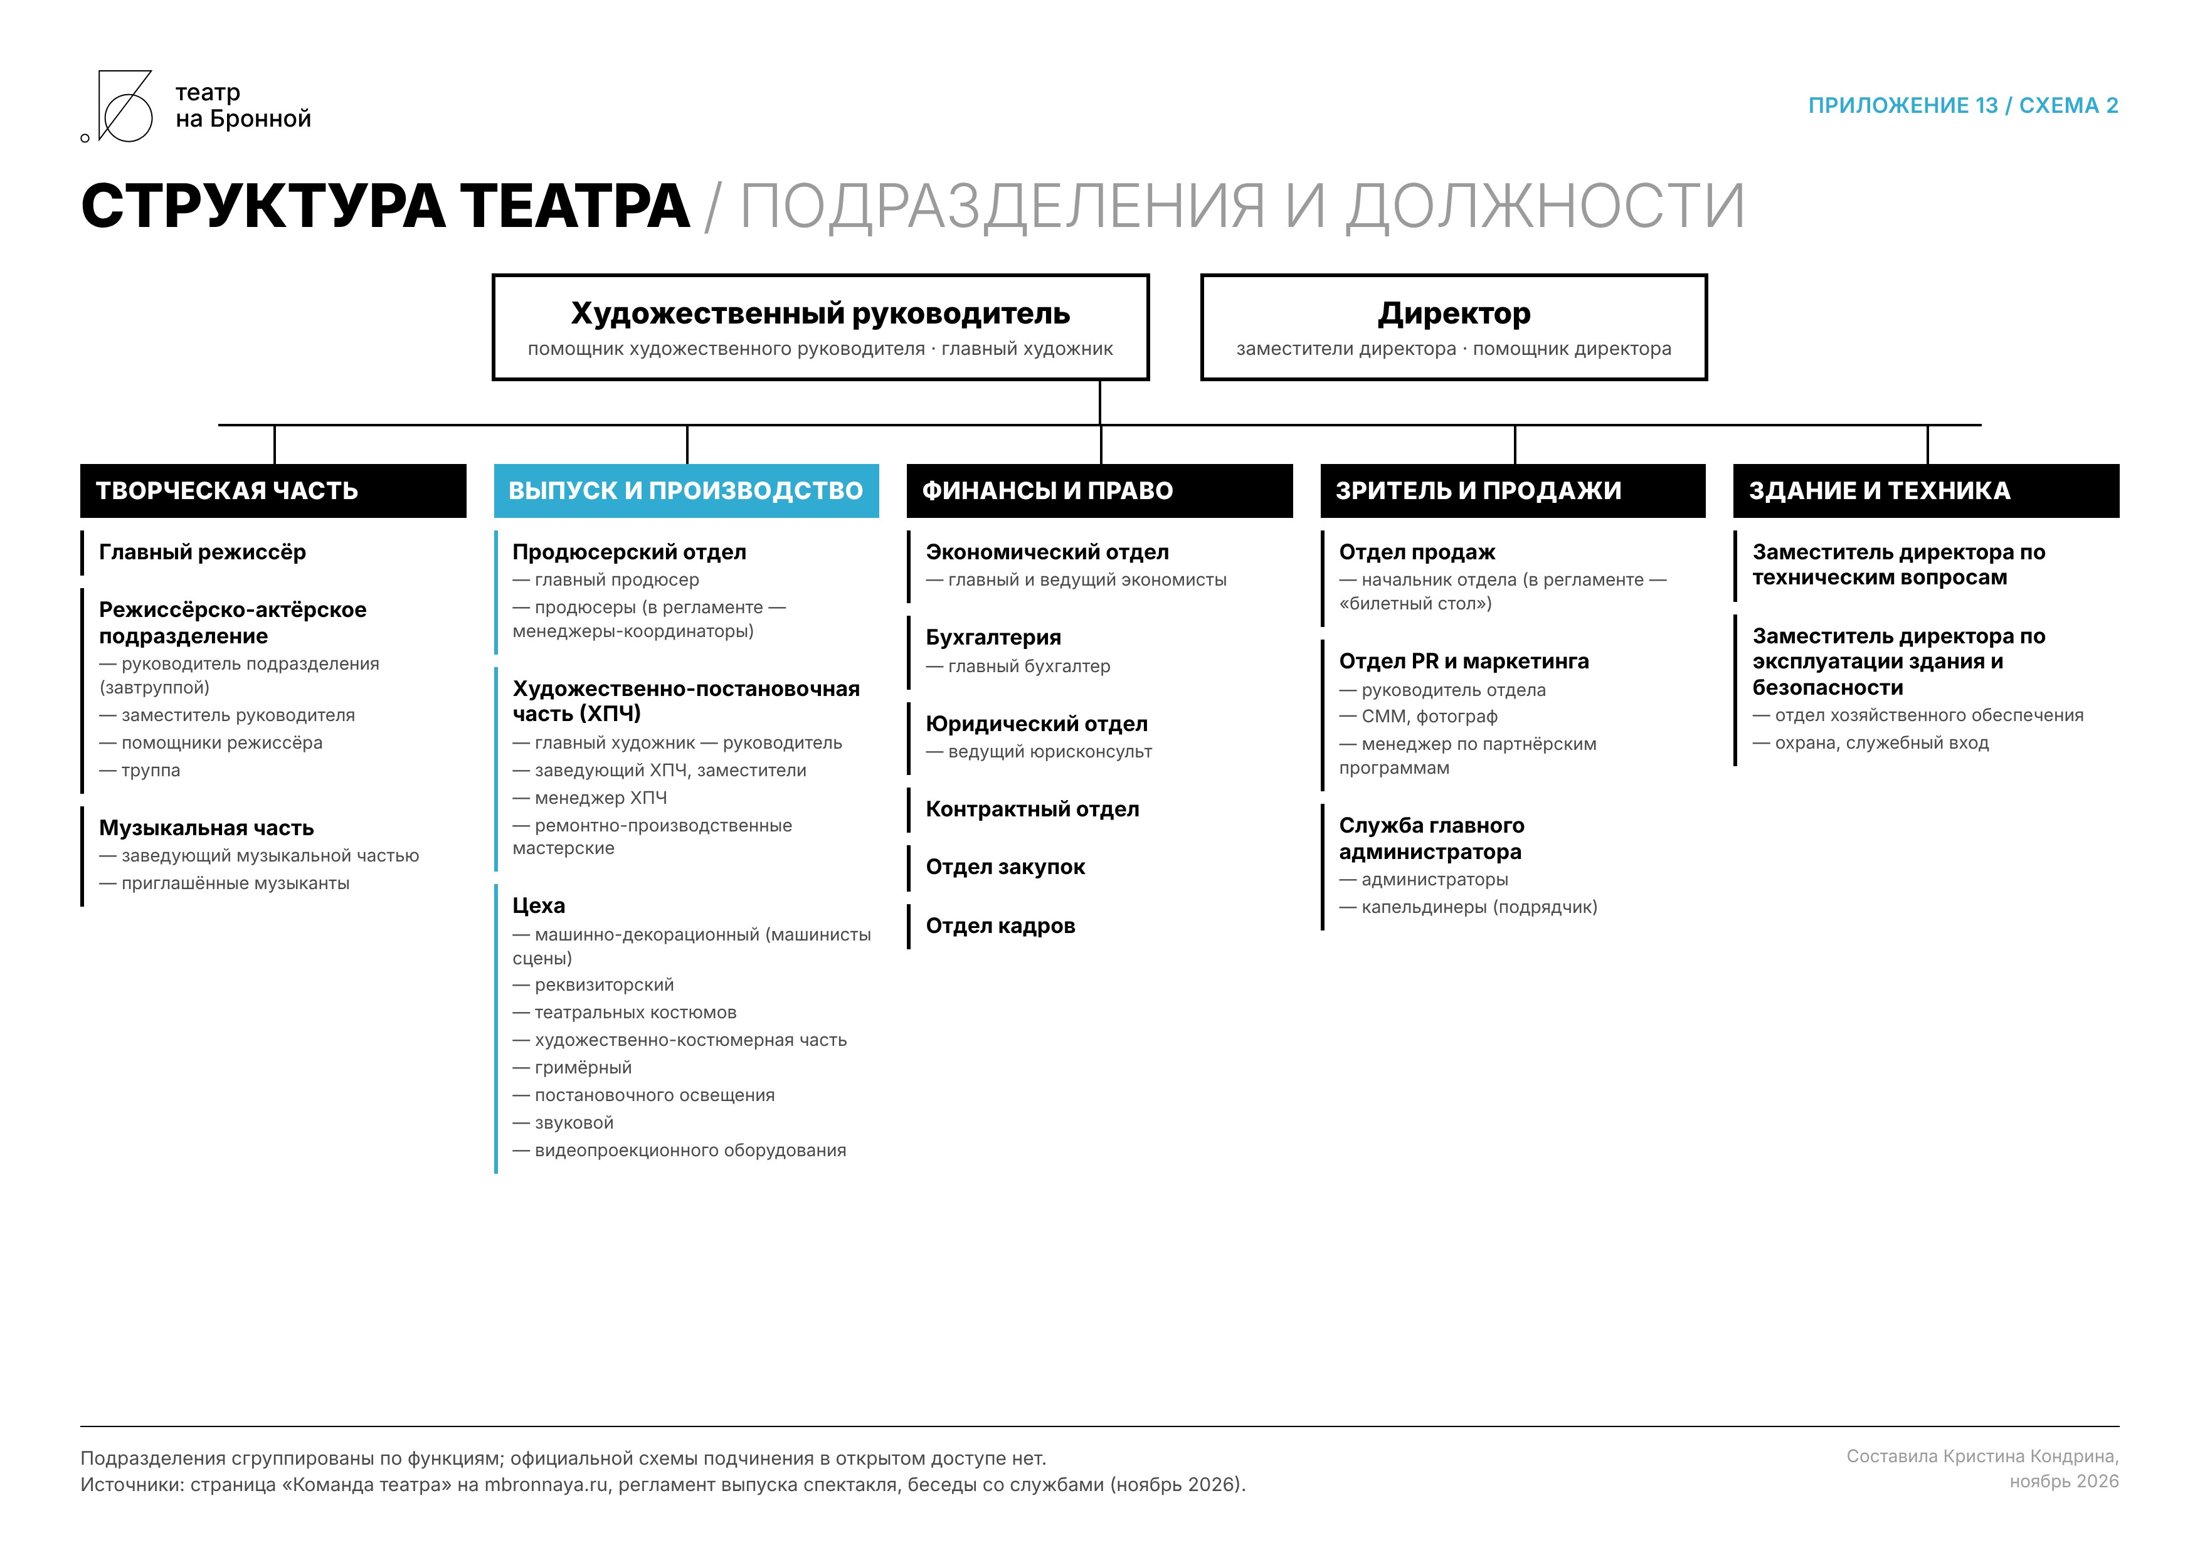 театр
на Бронной
ПРИЛОЖЕНИЕ 13 / СХЕМА 2
СТРУКТУРА ТЕАТРА / ПОДРАЗДЕЛЕНИЯ И ДОЛЖНОСТИ
Художественный руководитель
помощник художественного руководителя · главный художник
Директор
заместители директора · помощник директора
ТВОРЧЕСКАЯ ЧАСТЬ
Главный режиссёр
Режиссёрско-актёрское
подразделение
— руководитель подразделения
(завтруппой)
— заместитель руководителя
— помощники режиссёра
— труппа
Музыкальная часть
— заведующий музыкальной частью
— приглашённые музыканты
ВЫПУСК И ПРОИЗВОДСТВО
Продюсерский отдел
— главный продюсер
— продюсеры (в регламенте —
менеджеры-координаторы)
Художественно-постановочная
часть (ХПЧ)
— главный художник — руководитель
— заведующий ХПЧ, заместители
— менеджер ХПЧ
— ремонтно-производственные
мастерские
Цеха
— машинно-декорационный (машинисты
сцены)
— реквизиторский
— театральных костюмов
— художественно-костюмерная часть
— гримёрный
— постановочного освещения
— звуковой
— видеопроекционного оборудования
ФИНАНСЫ И ПРАВО
Экономический отдел
— главный и ведущий экономисты
Бухгалтерия
— главный бухгалтер
Юридический отдел
— ведущий юрисконсульт
Контрактный отдел
Отдел закупок
Отдел кадров
ЗРИТЕЛЬ И ПРОДАЖИ
Отдел продаж
— начальник отдела (в регламенте —
«билетный стол»)
Отдел PR и маркетинга
— руководитель отдела
— СММ, фотограф
— менеджер по партнёрским
программам
Служба главного
администратора
— администраторы
— капельдинеры (подрядчик)
ЗДАНИЕ И ТЕХНИКА
Заместитель директора по
техническим вопросам
Заместитель директора по
эксплуатации здания и
безопасности
— отдел хозяйственного обеспечения
— охрана, служебный вход
Подразделения сгруппированы по функциям; официальной схемы подчинения в открытом доступе нет.
Источники: страница «Команда театра» на mbronnaya.ru, регламент выпуска спектакля, беседы со службами (ноябрь 2026).
Составила Кристина Кондрина,
ноябрь 2026